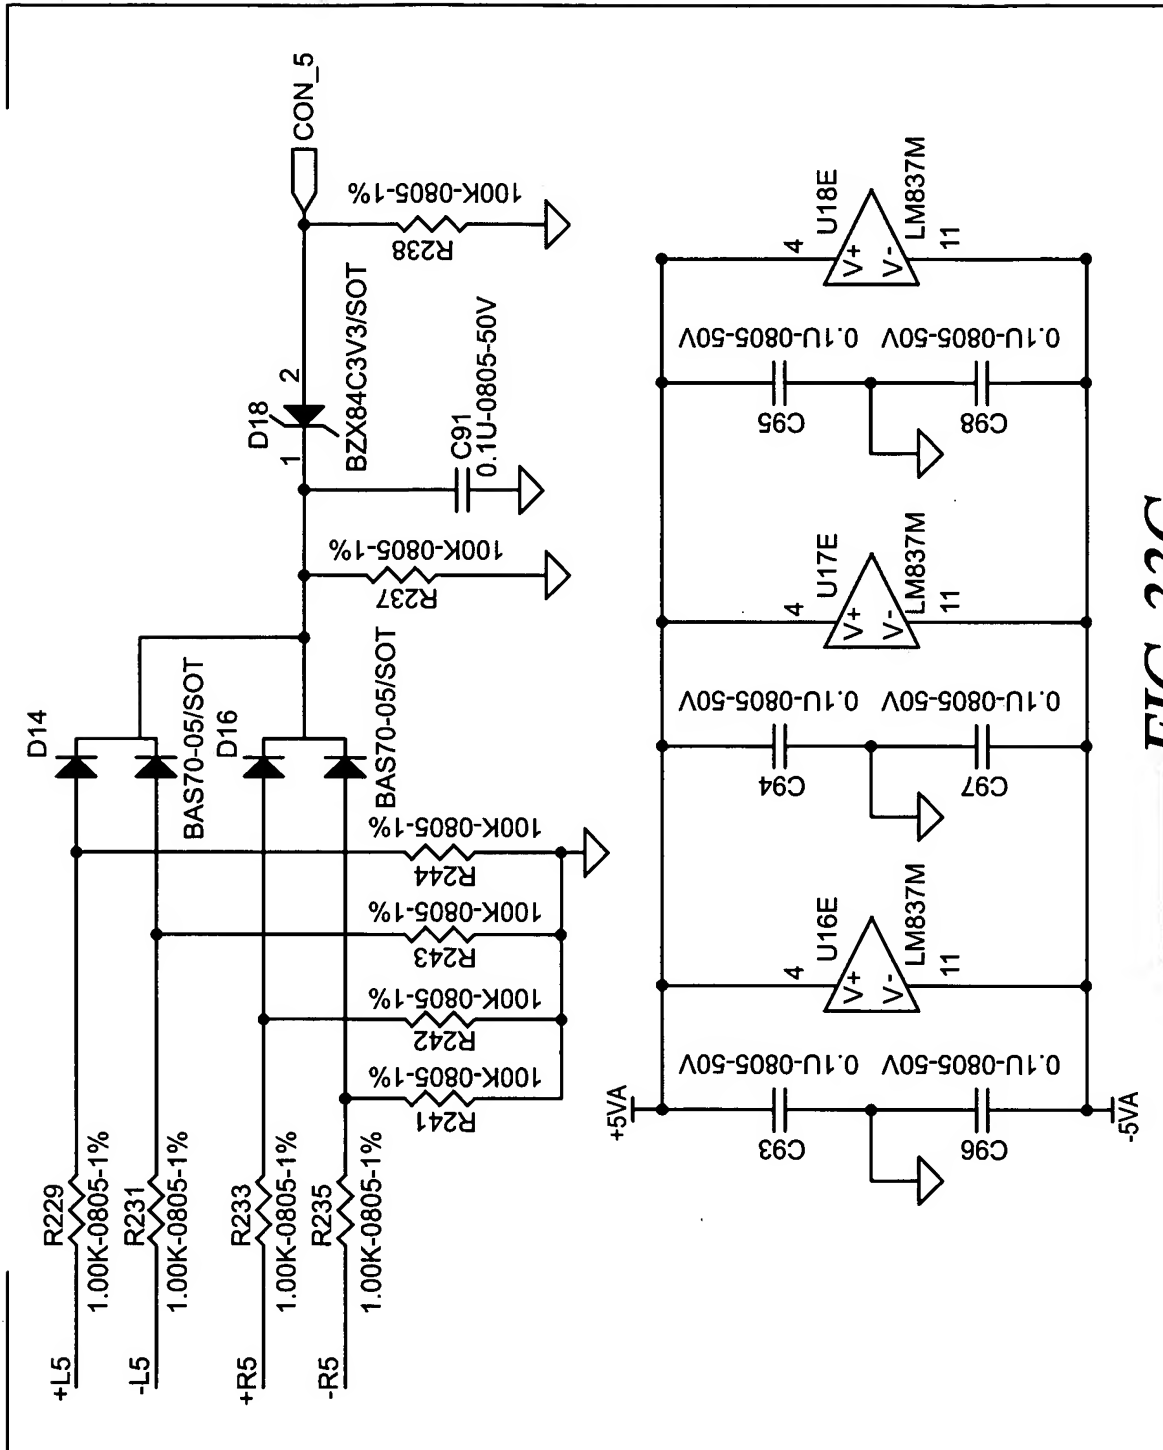 +L5
R229
1.00K-0805-1%
D14
-L5
R231
1.00K-0805-1%
BAS70-05/SOT
+R5
R233
1.00K-0805-1%
D16
-R5
R235
1.00K-0805-1%
BAS70-05/SOT
R241
100K-0805-1%
R242
100K-0805-1%
R243
100K-0805-1%
R244
100K-0805-1%
R237
100K-0805-1%
D18
1
2
BZX84C3V3/SOT
C91
0.1U-0805-50V
R238
100K-0805-1%
CON_5
+5VA
C93
0.1U-0805-50V
C96
0.1U-0805-50V
-5VA
4
U16E
V+
V-
LM837M
11
C94
0.1U-0805-50V
C97
0.1U-0805-50V
4
U17E
V+
V-
LM837M
11
C95
0.1U-0805-50V
C98
0.1U-0805-50V
4
U18E
V+
V-
LM837M
11